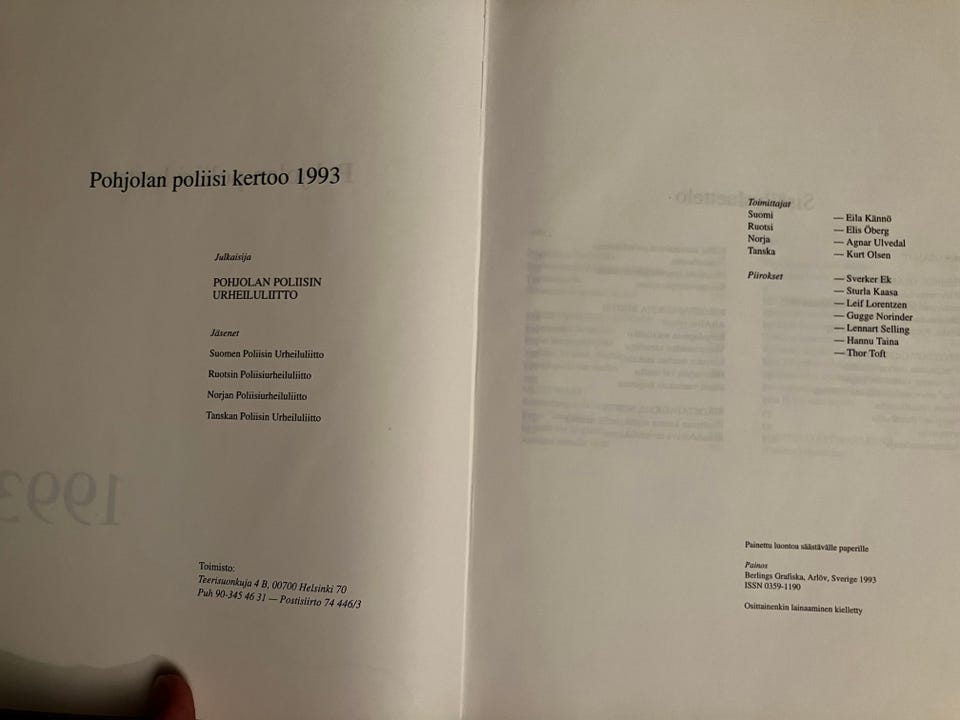 Pohjolan poliisi kertoo 1993
Julkaisija
POHJOLAN POLIISIN
URHEILULIITTO
Jäsenet
Suomen Poliisin Urheiluliitto
Ruotsin Poliisiurheiluliitto
Norjan Poliisiurheiluliitto
Tanskan Poliisin Urheiluliitto
1993
Toimisto:
Teerisuonkuja 4 B, 00700 Helsinki 70
Puh 90-345 46 31 — Postisiirto 74 446/3
Toimittajat
Suomi — Eila Kännö
Ruotsi — Elis Öberg
Norja — Agnar Ulvedal
Tanska — Kurt Olsen
Piirokset — Sverker Ek
— Sturla Kaasa
— Leif Lorentzen
— Gugge Norinder
— Lennart Selling
— Hannu Taina
— Thor Toft
Painettu luontoa säästävälle paperille
Painos
Berlings Grafiska, Arlöv, Sverige 1993
ISSN 0359-1190
Osittainenkin lainaaminen kielletty